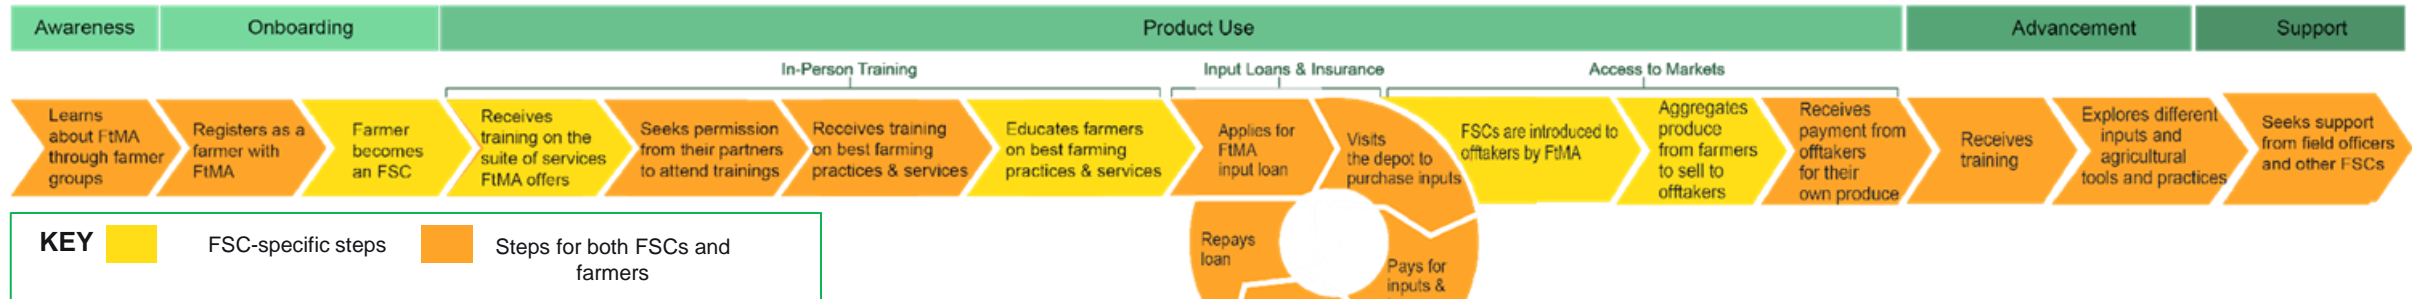 Awareness
Onboarding
Product Use
Advancement
Support
In-Person Training
Input Loans & Insurance
Access to Markets
Learns
about FtMA
through farmer
groups
Registers as a
farmer with
FtMA
Farmer
becomes
an FSC
Receives
training on the
suite of services
FtMA offers
Seeks permission
from their partners
to attend trainings
Receives training
on best farming
practices & services
Educates farmers
on best farming
practices & services
Applies for
FtMA
input loan
Visits
the depot to
purchase inputs
FSCs are introduced to
offtakers by FtMA
Aggregates
produce
from farmers
to sell to
offtakers
Receives
payment from
offtakers
for their
own produce
Receives
training
Explores different
inputs and
agricultural
tools and practices
Seeks support
from field officers
and other FSCs
Repays
loan
Pays for
inputs &
KEY
FSC-specific steps
Steps for both FSCs and
farmers